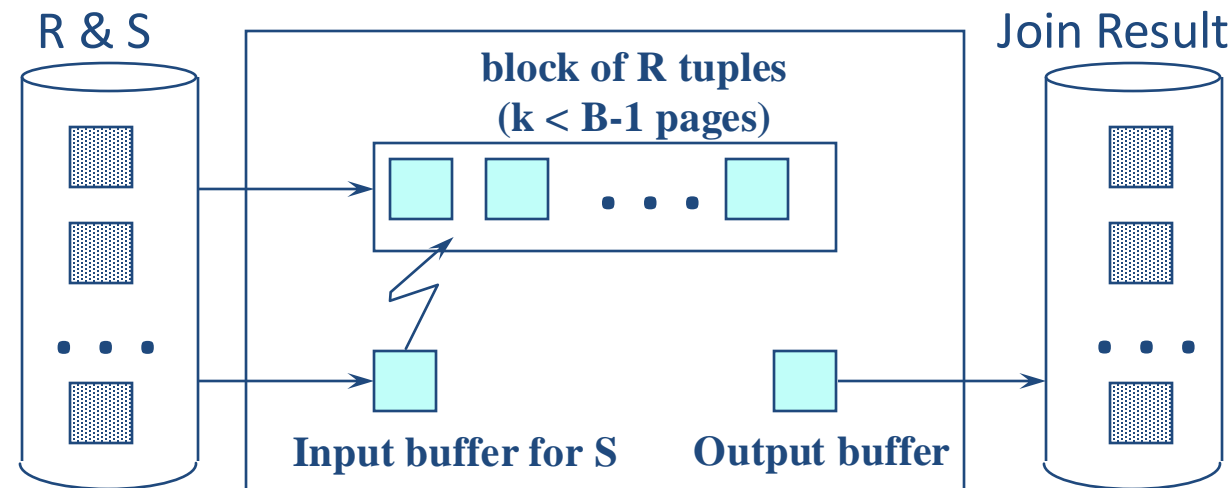 R & S
Join Result
block of R tuples
(k < B-1 pages)
. . .
. . .
. . .
Input buffer for S
Output buffer